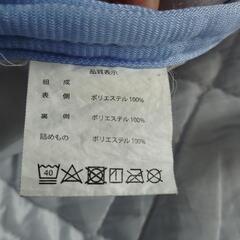 品質表示
組成
表側 ポリエステル100%
裏側 ポリエステル100%
詰めもの ポリエステル100%
40